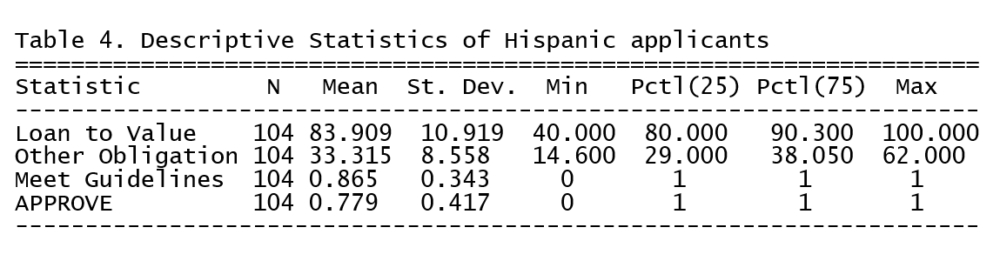 Table 4. Descriptive Statistics of Hispanic applicants
=====================================================================
Statistic         N   Mean  St. Dev.  Min   Pctl(25) Pctl(75)  Max
---------------------------------------------------------------------
Loan to Value    104 83.909  10.919  40.000  80.000   90.300  100.000
Other Obligation 104 33.315  8.558   14.600  29.000   38.050  62.000
Meet Guidelines  104 0.865   0.343     0       1        1       1
APPROVE          104 0.779   0.417     0       1        1       1
---------------------------------------------------------------------